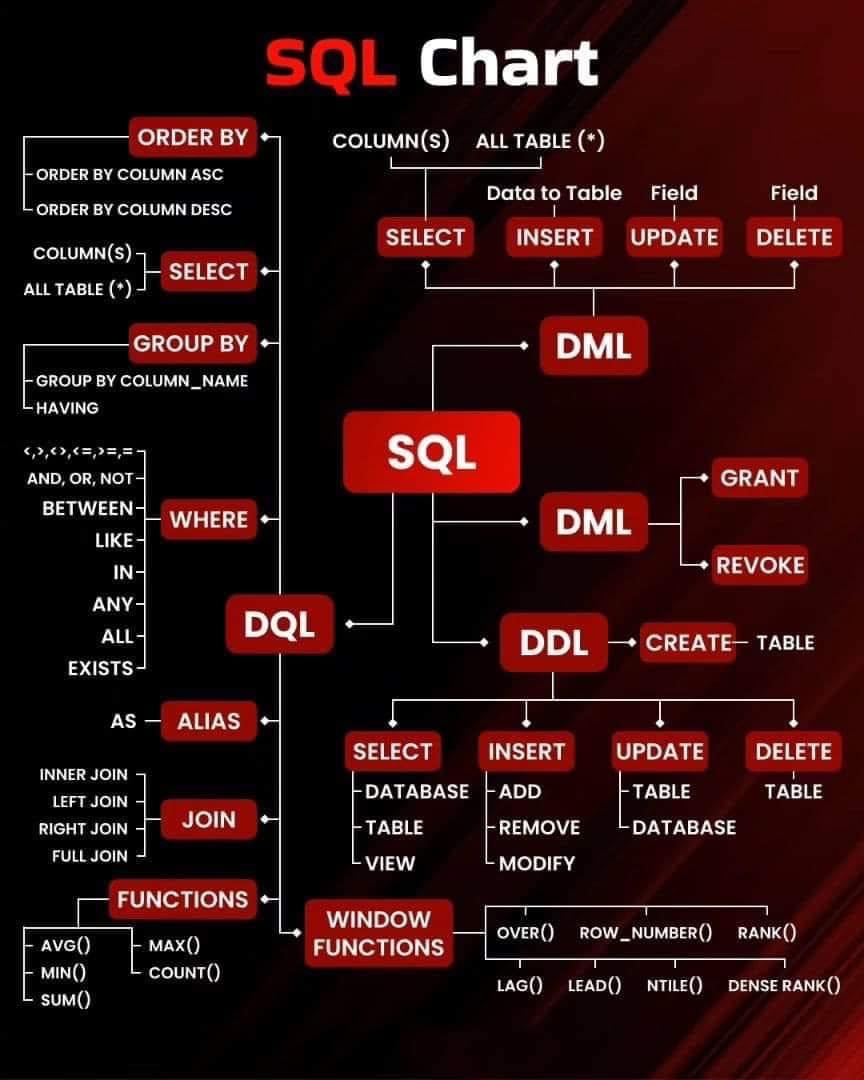 SQL Chart
ORDER BY
ORDER BY COLUMN ASC
ORDER BY COLUMN DESC
COLUMN(S)
ALL TABLE (*)
SELECT
GROUP BY
GROUP BY COLUMN_NAME
HAVING
<,>,<>,<=,>=,=
AND, OR, NOT
BETWEEN
LIKE
IN
ANY
ALL
EXISTS
WHERE
DQL
AS
ALIAS
INNER JOIN
LEFT JOIN
RIGHT JOIN
FULL JOIN
JOIN
FUNCTIONS
AVG()
MIN()
SUM()
MAX()
COUNT()
COLUMN(S)
ALL TABLE (*)
Data to Table
Field
Field
SELECT
INSERT
UPDATE
DELETE
DML
SQL
DML
GRANT
REVOKE
DDL
CREATE
TABLE
SELECT
DATABASE
TABLE
VIEW
INSERT
ADD
REMOVE
MODIFY
UPDATE
TABLE
DATABASE
DELETE
TABLE
WINDOW
FUNCTIONS
OVER()
ROW_NUMBER()
RANK()
LAG()
LEAD()
NTILE()
DENSE RANK()